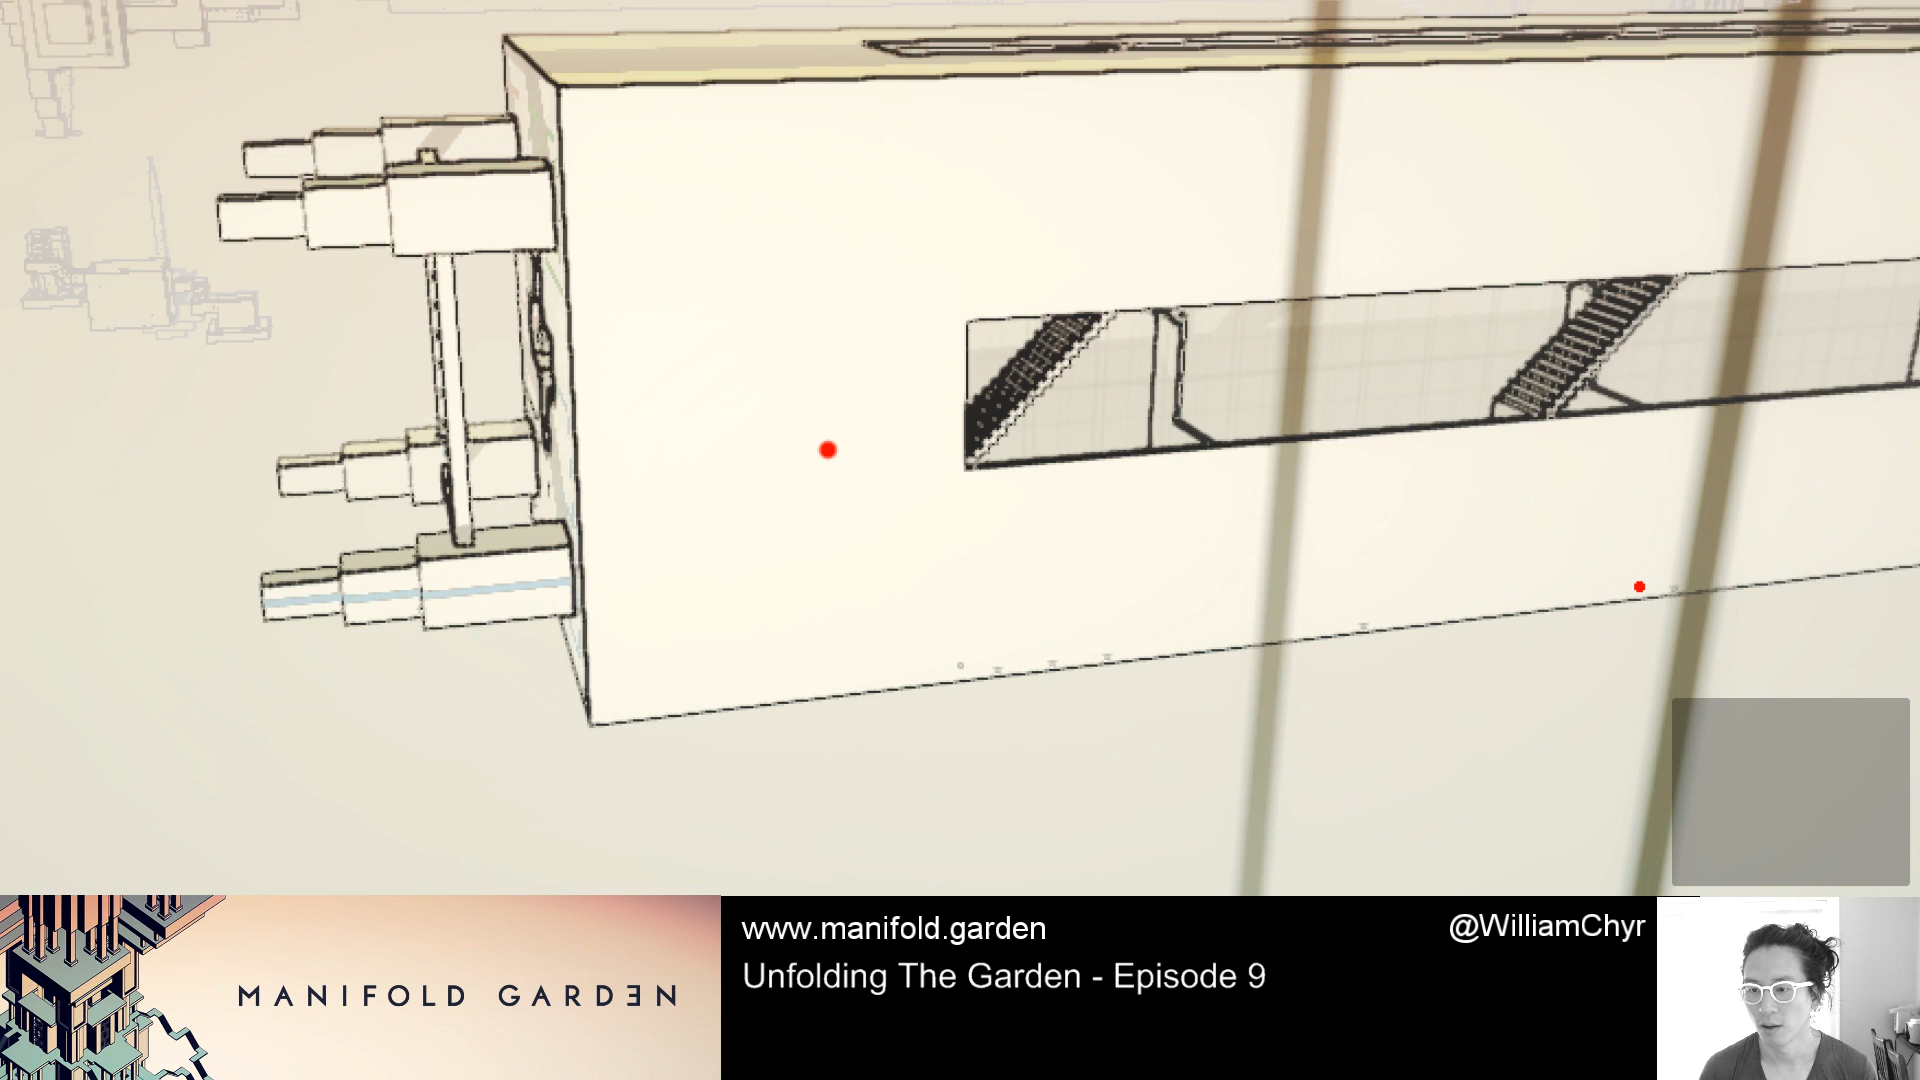 www.manifold.garden
@WilliamChyr
Unfolding The Garden - Episode 9
MANIFOLD GARDƎN